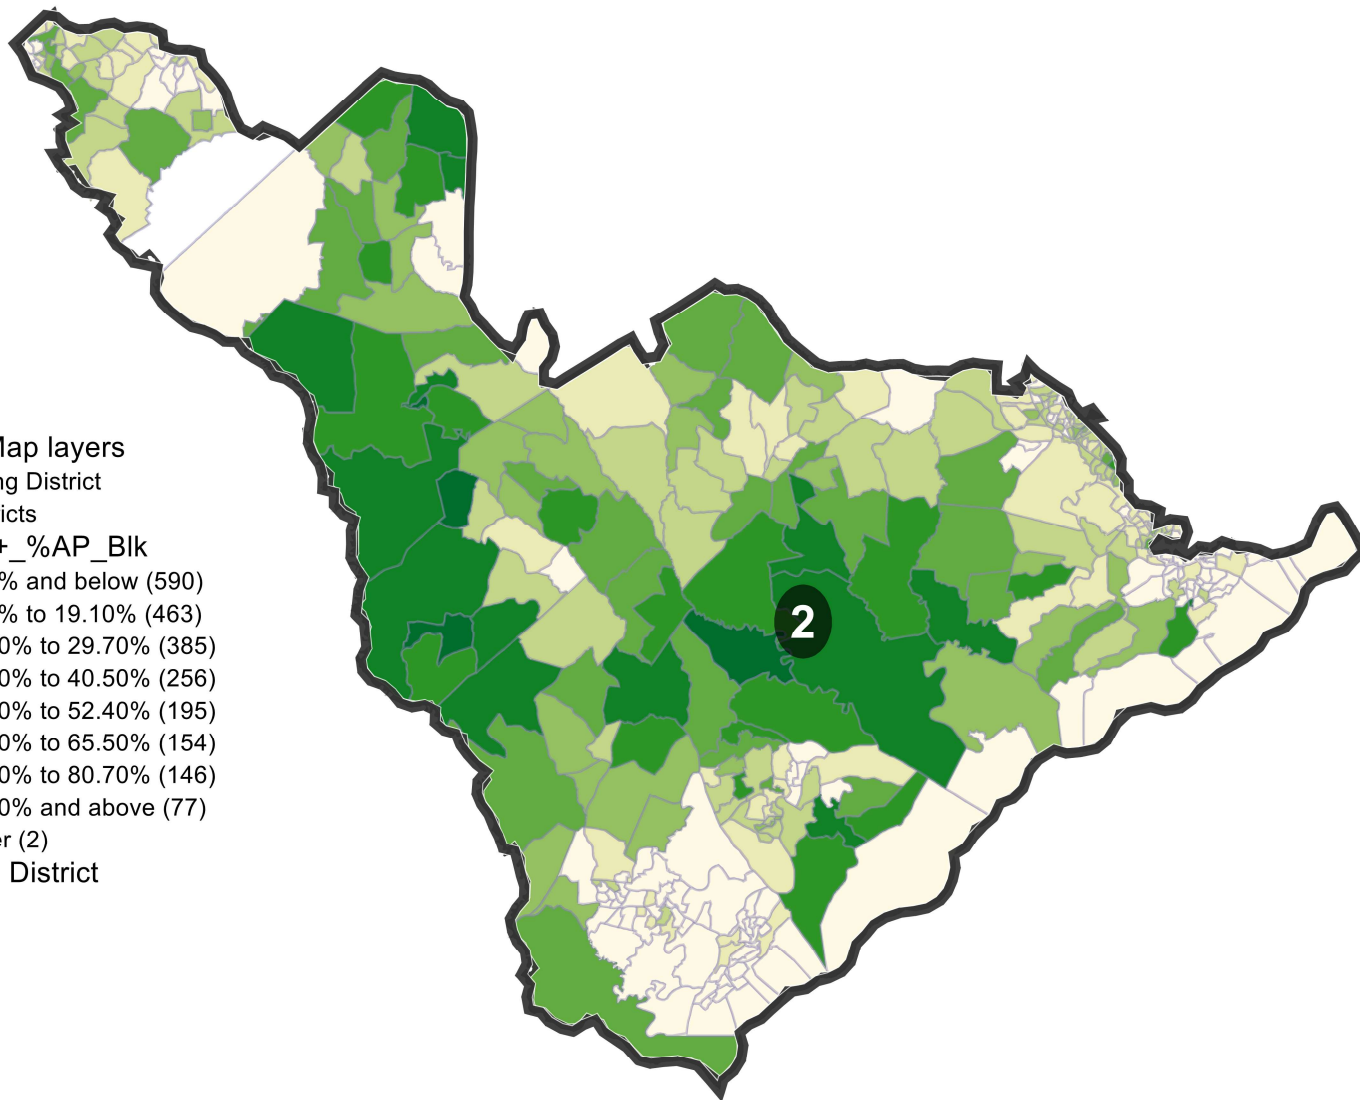 Map layers
ng District
icts
+_%AP_Blk
% and below (590)
% to 19.10% (463)
0% to 29.70% (385)
0% to 40.50% (256)
0% to 52.40% (195)
0% to 65.50% (154)
0% to 80.70% (146)
0% and above (77)
er (2)
District
2